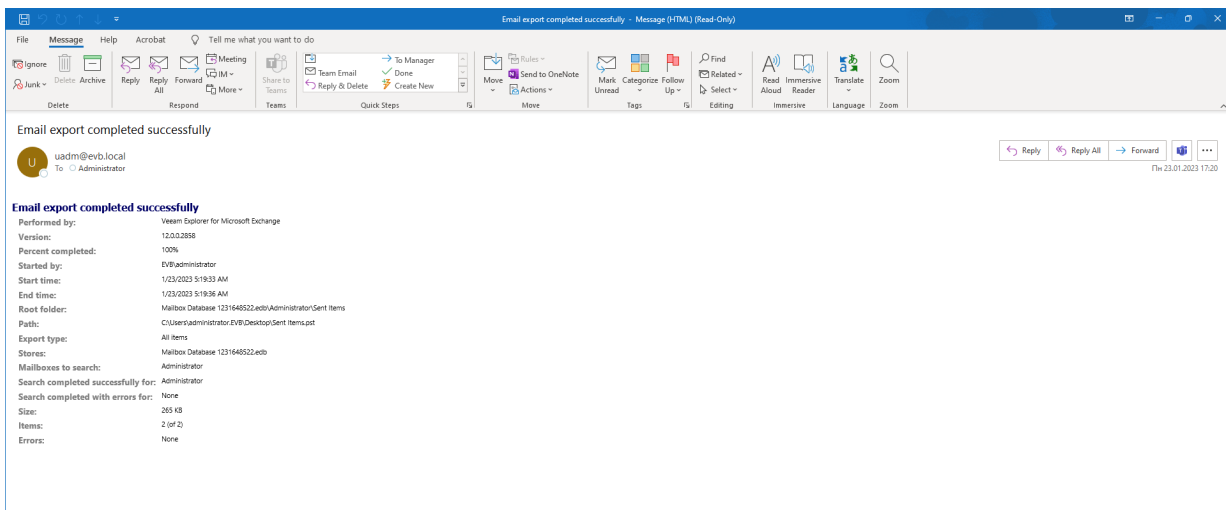 Email export completed successfully - Message (HTML) (Read-Only)
File Message Help Acrobat Tell me what you want to do
Ignore
Junk
Delete
Archive
Delete
Reply
Reply All
Forward
Meeting
IM
More
Respond
Share to Teams
Teams
Team Email
Reply & Delete
To Manager
Done
Create New
Quick Steps
Move
Rules
Send to OneNote
Actions
Move
Mark Unread
Categorize
Follow Up
Tags
Find
Related
Select
Editing
Read Aloud
Immersive Reader
Immersive
Translate
Language
Zoom
Zoom
Email export completed successfully
U
uadm@evb.local
To Administrator
Reply Reply All Forward
Пн 23.01.2023 17:20
Email export completed successfully
Performed by: Veeam Explorer for Microsoft Exchange
Version: 12.0.0.2858
Percent completed: 100%
Started by: EVB\administrator
Start time: 1/23/2023 5:19:33 AM
End time: 1/23/2023 5:19:36 AM
Root folder: Mailbox Database 1231648522.edb\Administrator\Sent Items
Path: C:\Users\administrator.EVB\Desktop\Sent Items.pst
Export type: All items
Stores: Mailbox Database 1231648522.edb
Mailboxes to search: Administrator
Search completed successfully for: Administrator
Search completed with errors for: None
Size: 265 KB
Items: 2 (of 2)
Errors: None